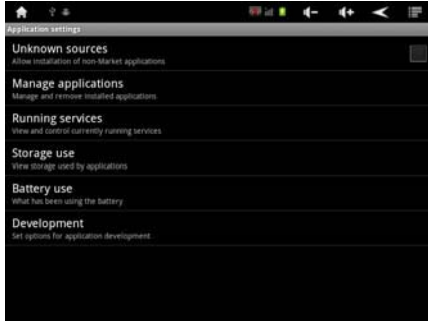 Application settings
Unknown sources
Allow installation of non-Market applications
Manage applications
Manage and remove installed applications
Running services
View and control currently running services
Storage use
View storage used by applications
Battery use
What has been using the battery
Development
Set options for application development